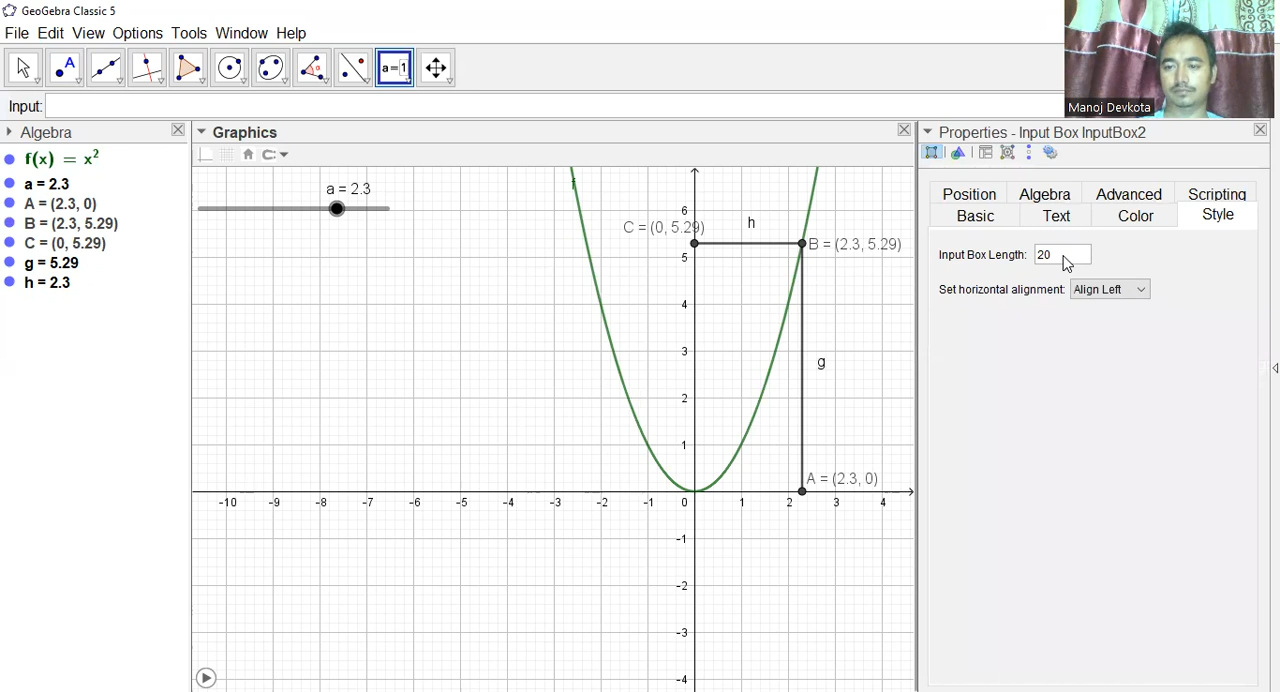 GeoGebra Classic 5
File Edit View Options Tools Window Help
A
a=1
Input:
Manoj Devkota
Algebra
f(x) = x²
a = 2.3
A = (2.3, 0)
B = (2.3, 5.29)
C = (0, 5.29)
g = 5.29
h = 2.3
Graphics
a = 2.3
f
C = (0, 5.29)
h
B = (2.3, 5.29)
g
A = (2.3, 0)
6
5
4
3
2
1
-10 -9 -8 -7 -6 -5 -4 -3 -2 -1 0 1 2 3 4
-1
-2
-3
-4
Properties - Input Box InputBox2
Position Algebra Advanced Scripting
Basic Text Color Style
Input Box Length: 20
Set horizontal alignment: Align Left